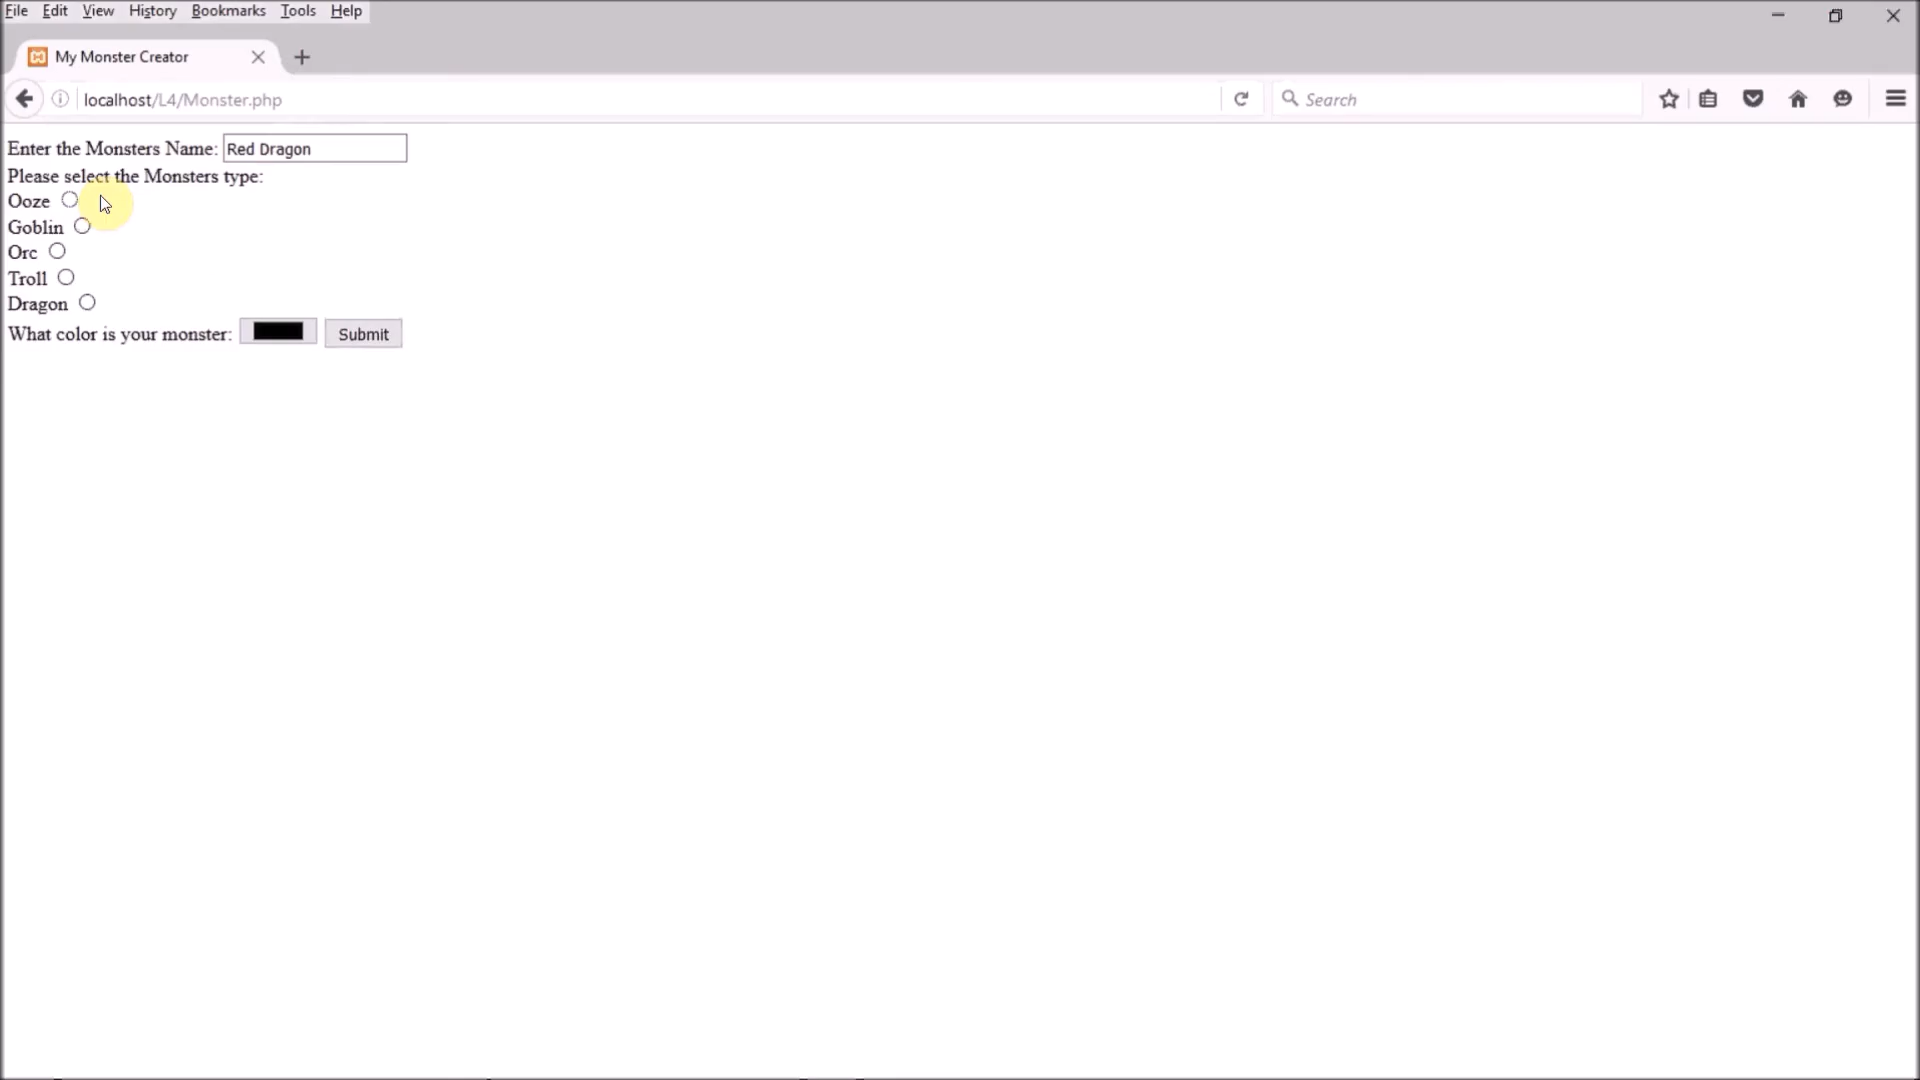 File Edit View History Bookmarks Tools Help
My Monster Creator
localhost/L4/Monster.php
Search
Enter the Monsters Name: Red Dragon
Please select the Monsters type:
Ooze
Goblin
Orc
Troll
Dragon
What color is your monster: Submit